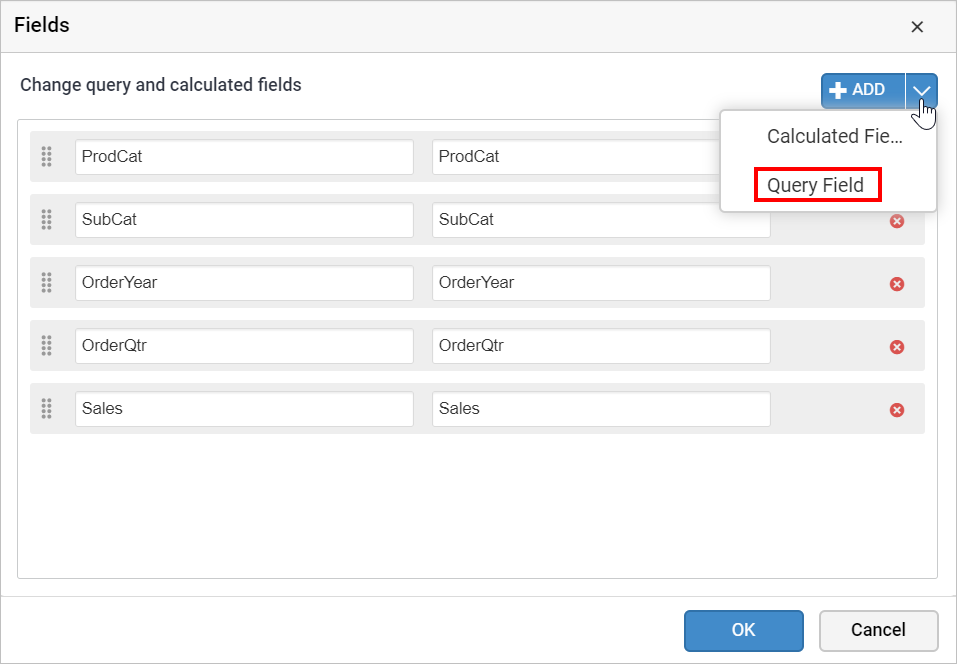 Fields
Change query and calculated fields
ADD
Calculated Fie...
Query Field
ProdCat ProdCat
SubCat SubCat
OrderYear OrderYear
OrderQtr OrderQtr
Sales Sales
OK Cancel